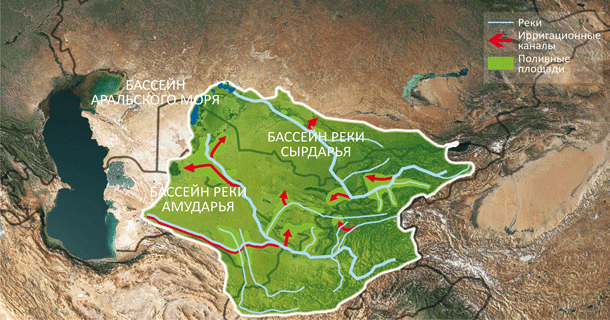 Реки
Ирригационные
каналы
Поливные
площади
БАССЕЙН
АРАЛЬСКОГО МОРЯ
БАССЕЙН РЕКИ
СЫРДАРЬЯ
БАССЕЙН РЕКИ
АМУДАРЬЯ